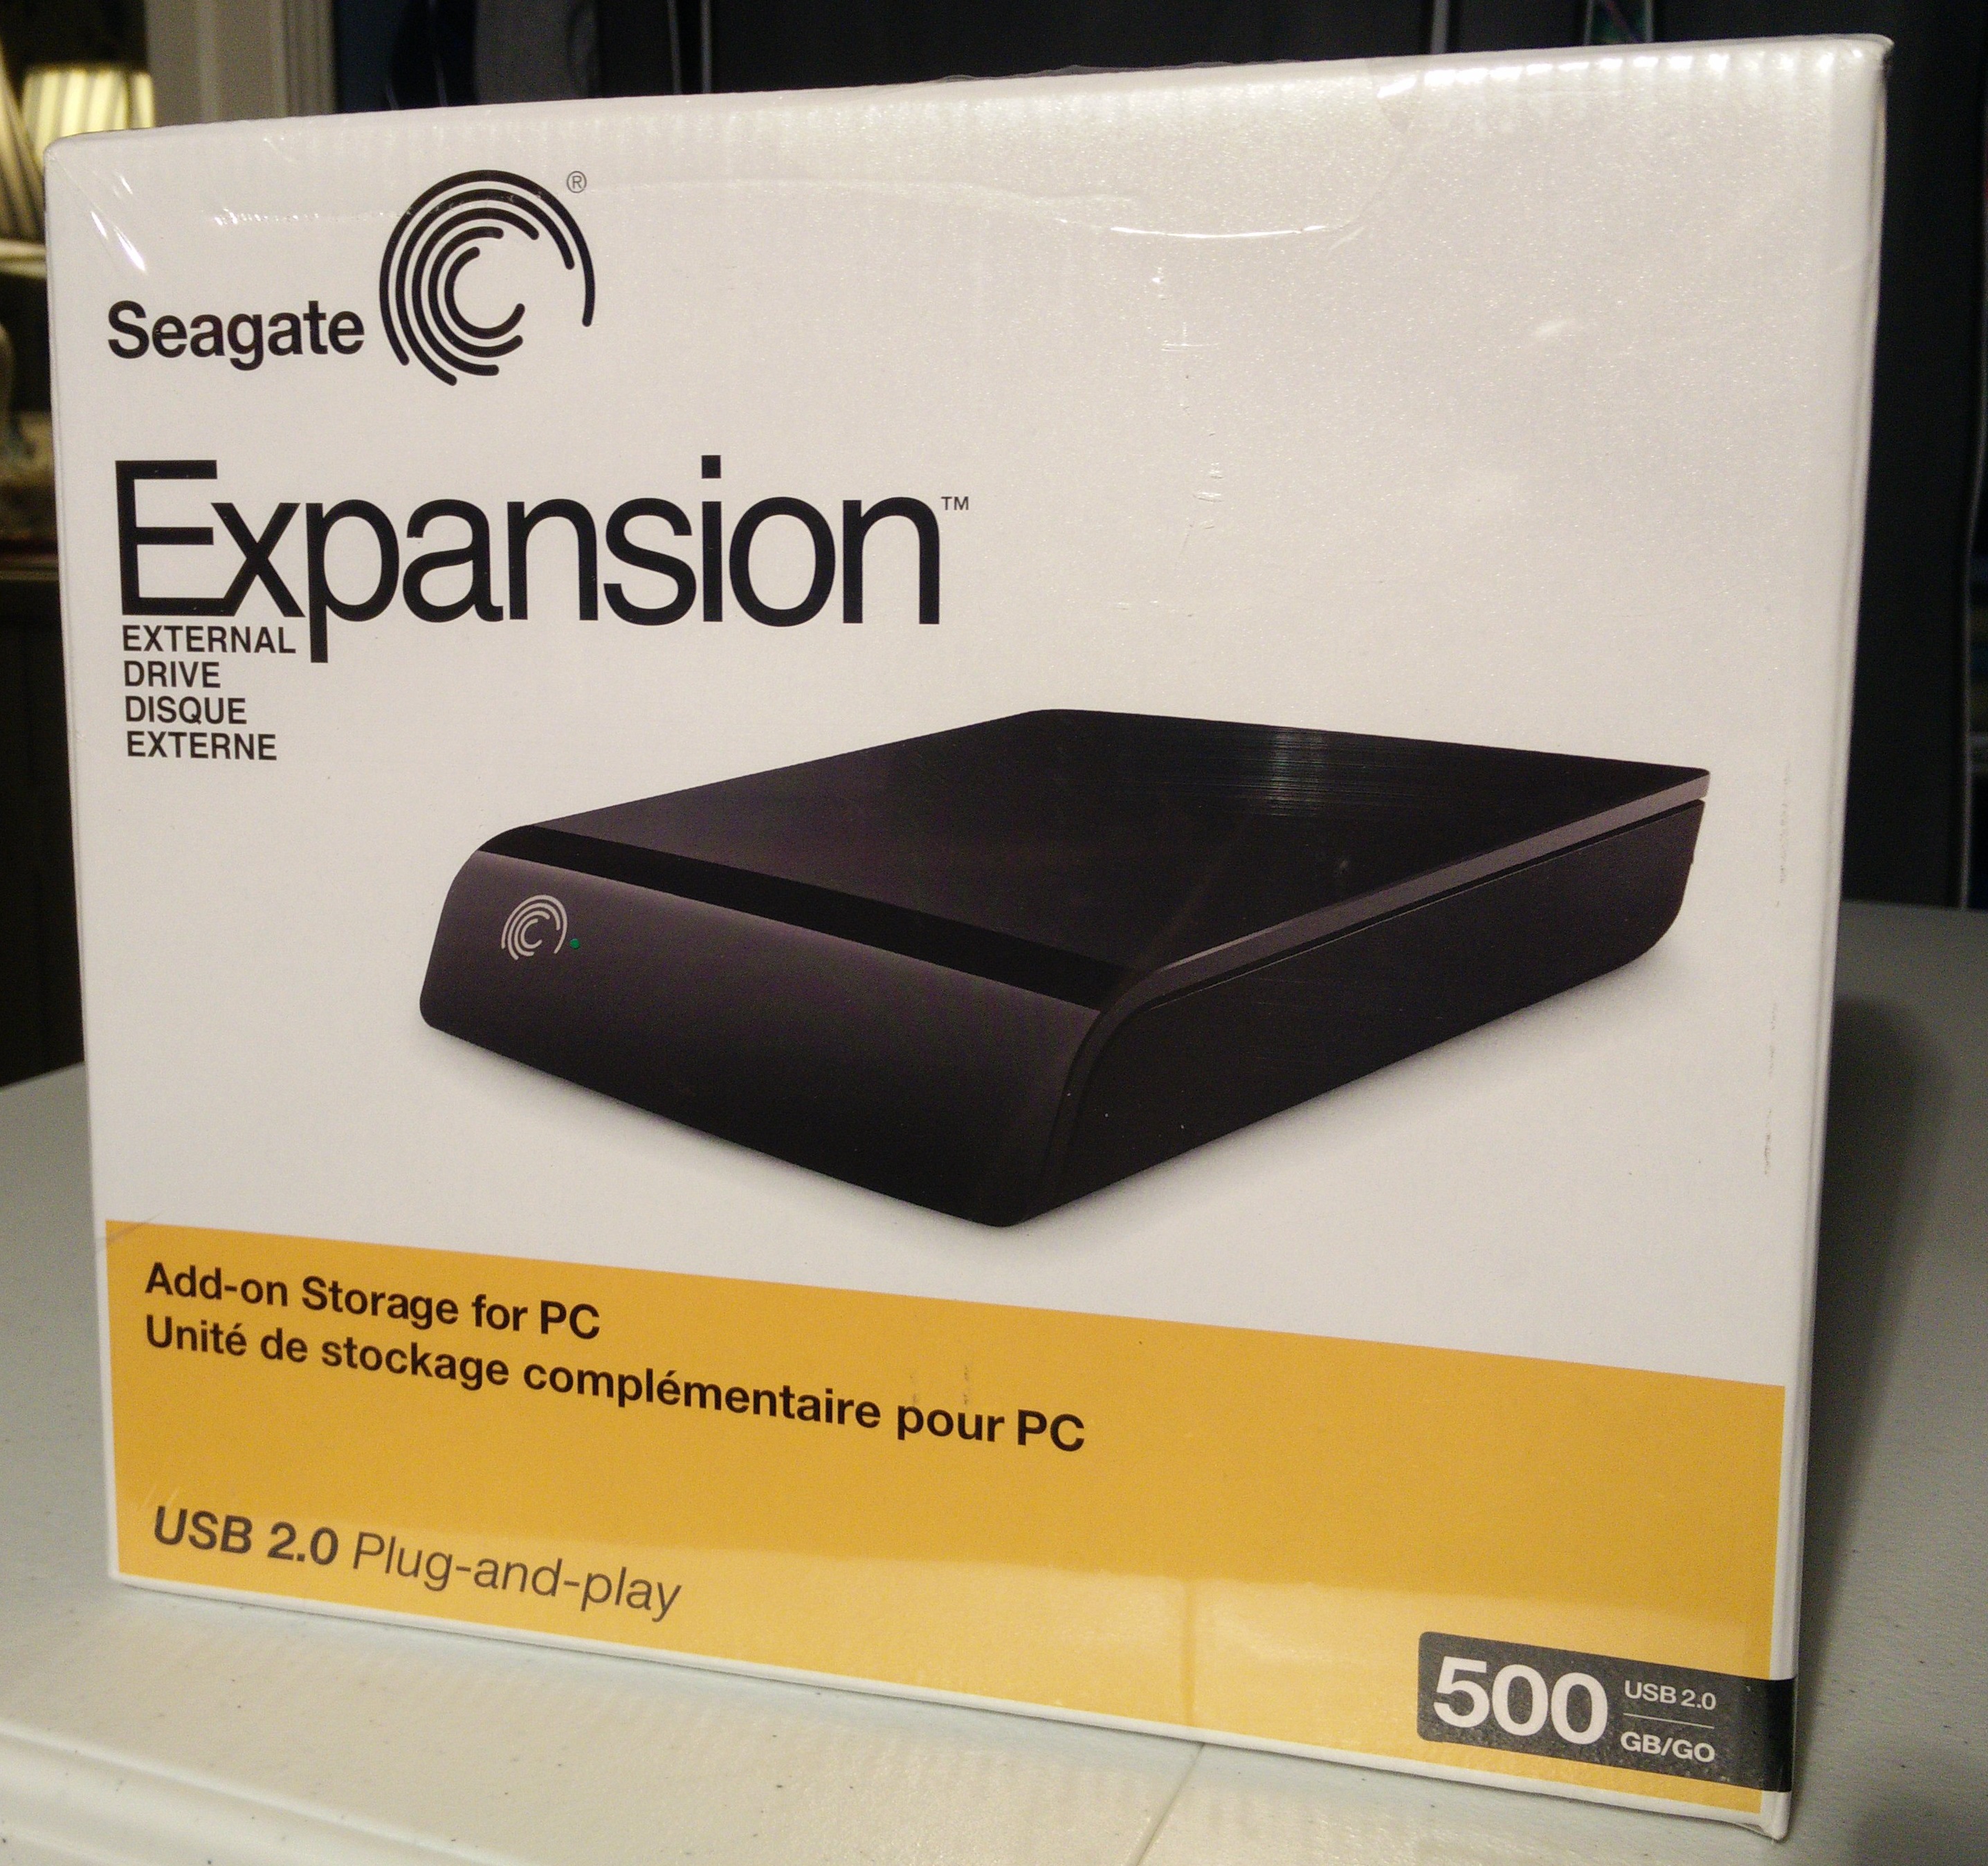 Seagate ®
Expansion™
EXTERNAL
DRIVE
DISQUE
EXTERNE
Add-on Storage for PC
Unité de stockage complémentaire pour PC
USB 2.0 Plug-and-play
500 USB 2.0
GB/GO